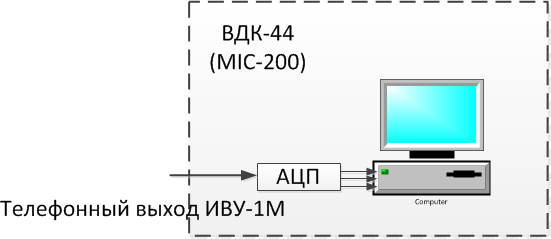 ВДК-44
(MIC-200)
АЦП
Computer
Телефонный выход ИВУ-1М